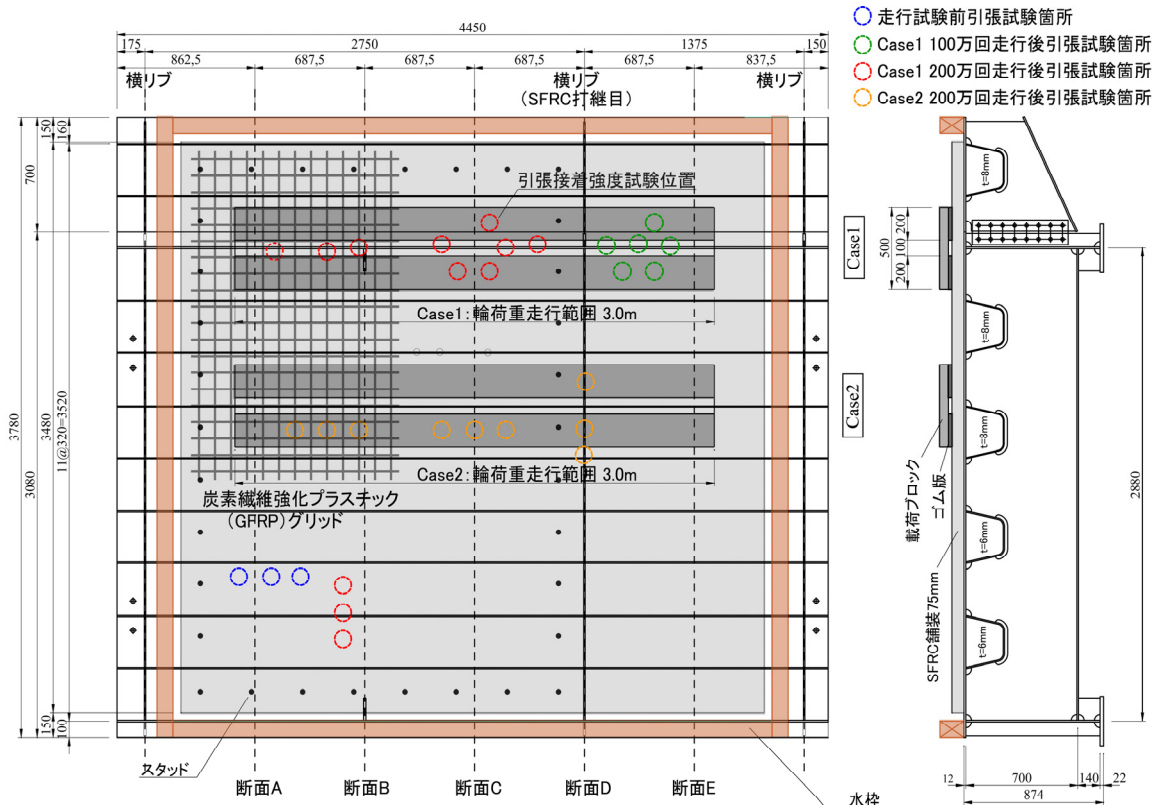 走行試験前引張試験箇所
Case1 100万回走行後引張試験箇所
Case1 200万回走行後引張試験箇所
Case2 200万回走行後引張試験箇所
4450
175
2750
1375
150
862,5
687,5
687,5
687,5
687,5
837,5
横リブ
横リブ
(SFRC打継目)
横リブ
3780
700
3080
150
3480
150
160
11@320=3520
100
引張接着強度試験位置
Case1:輪荷重走行範囲 3.0m
Case2:輪荷重走行範囲 3.0m
炭素繊維強化プラスチック
(GFRP)グリッド
スタッド
断面A
断面B
断面C
断面D
断面E
水枠
Case1
Case2
500
200
100
200
t=8mm
t=8mm
t=8mm
t=6mm
t=6mm
載荷ブロック
ゴム版
SFRC舗装75mm
2880
12
700
140
22
874